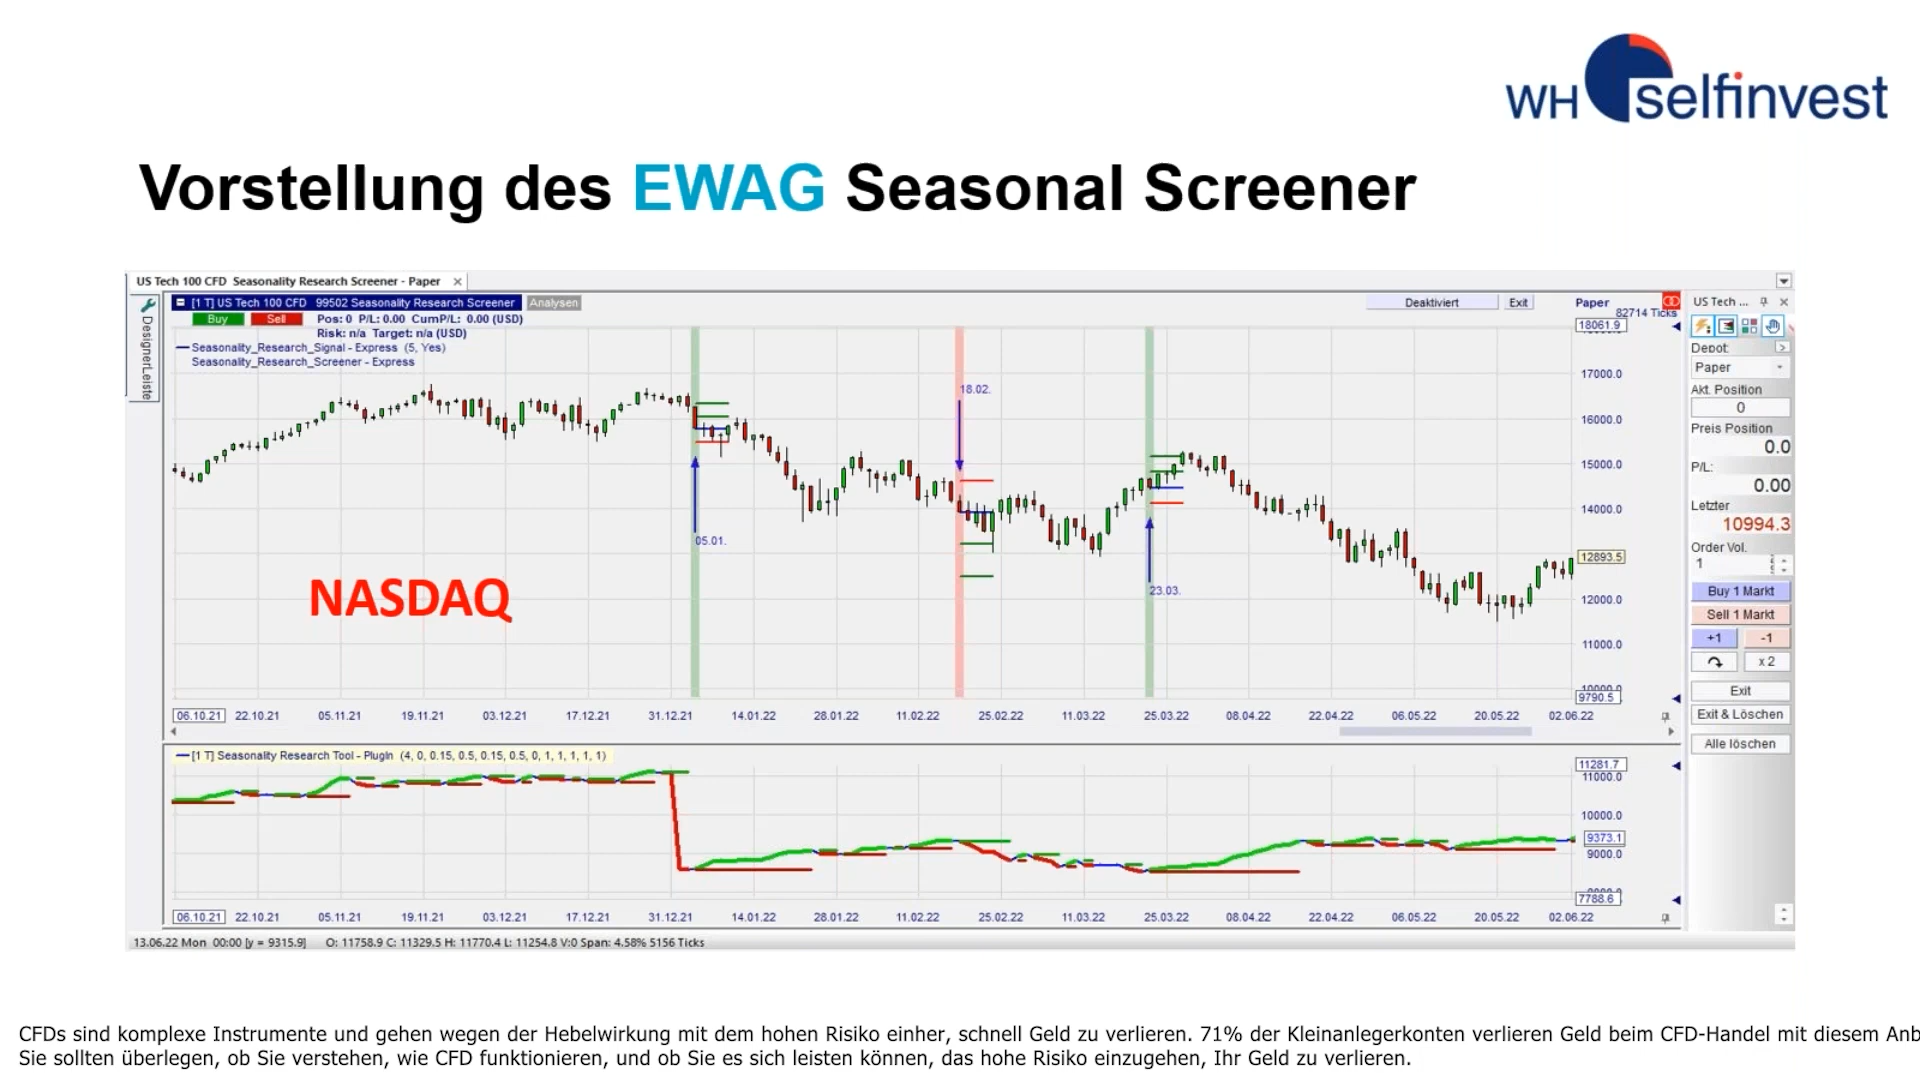 WH selfinvest
Vorstellung des EWAG Seasonal Screener
US Tech 100 CFD Seasonality Research Screener - Paper
DesignerLeiste
[1 T] US Tech 100 CFD 99502 Seasonality Research Screener Analysen
Deaktiviert Exit Paper
82714 Ticks
Buy Sell Pos: 0 P/L: 0.00 CumP/L: 0.00 (USD)
Risk: n/a Target: n/a (USD)
Seasonality_Research_Signal - Express (5, Yes)
Seasonality_Research_Screener - Express
18061.9
17000.0
16000.0
15000.0
14000.0
12893.5
12000.0
11000.0
10000.0
9790.5
18.02.
05.01.
23.03.
NASDAQ
06.10.21 22.10.21 05.11.21 19.11.21 03.12.21 17.12.21 31.12.21 14.01.22 28.01.22 11.02.22 25.02.22 11.03.22 25.03.22 08.04.22 22.04.22 06.05.22 20.05.22 02.06.22
[1 T] Seasonality Research Tool - PlugIn (4, 0, 0.15, 0.5, 0.15, 0.5, 0, 1, 1, 1, 1, 1)
11281.7
11000.0
10000.0
9373.1
9000.0
7788.6
06.10.21 22.10.21 05.11.21 19.11.21 03.12.21 17.12.21 31.12.21 14.01.22 28.01.22 11.02.22 25.02.22 11.03.22 25.03.22 08.04.22 22.04.22 06.05.22 20.05.22 02.06.22
13.06.22 Mon 00:00 [y = 9315.9] O: 11758.9 C: 11329.5 H: 11770.4 L: 11254.8 V:0 Span: 4.58% 5156 Ticks
US Tech ...
Depot:
Paper
Akt. Position
0
Preis Position
0.0
P/L:
0.00
Letzter
10994.3
Order Vol.
1
Buy 1 Markt
Sell 1 Markt
+1 -1
x 2
Exit
Exit & Löschen
Alle löschen
CFDs sind komplexe Instrumente und gehen wegen der Hebelwirkung mit dem hohen Risiko einher, schnell Geld zu verlieren. 71% der Kleinanlegerkonten verlieren Geld beim CFD-Handel mit diesem Anb
Sie sollten überlegen, ob Sie verstehen, wie CFD funktionieren, und ob Sie es sich leisten können, das hohe Risiko einzugehen, Ihr Geld zu verlieren.